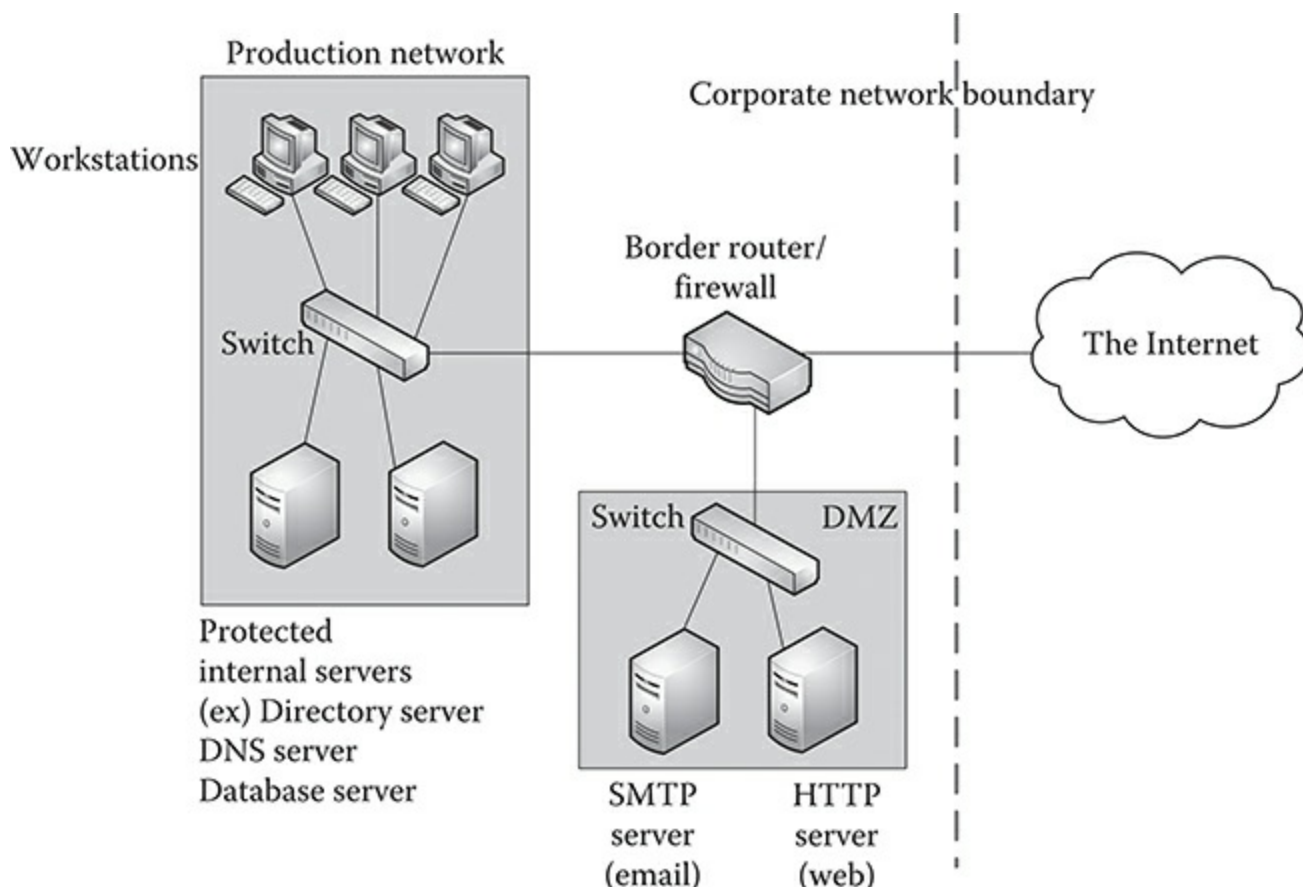 Production network
Corporate network boundary
Workstations
Border router/
firewall
Switch
The Internet
Switch
DMZ
Protected
internal servers
(ex) Directory server
DNS server
Database server
SMTP
server
(email)
HTTP
server
(web)